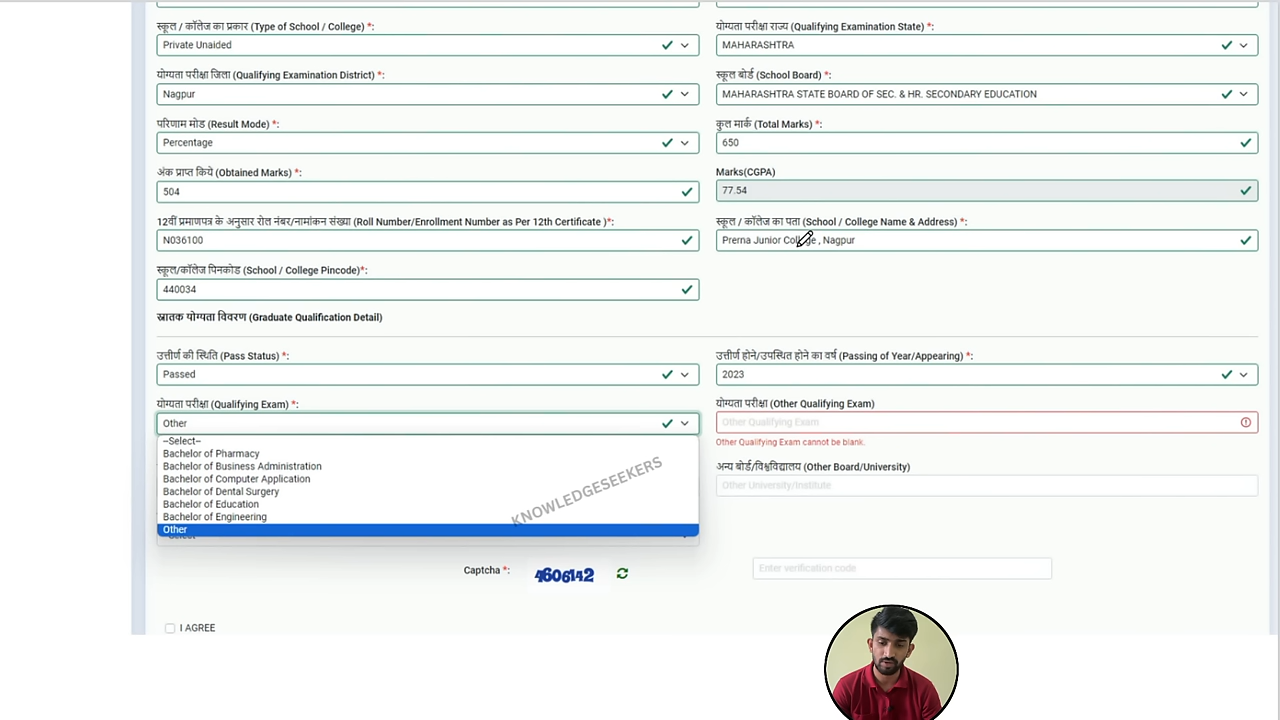 स्कूल / कॉलेज का प्रकार (Type of School / College) *:
योग्यता परीक्षा राज्य (Qualifying Examination State) *:
Private Unaided
MAHARASHTRA
योग्यता परीक्षा जिला (Qualifying Examination District) *:
स्कूल बोर्ड (School Board) *:
Nagpur
MAHARASHTRA STATE BOARD OF SEC. & HR. SECONDARY EDUCATION
परिणाम मोड (Result Mode) *:
कुल मार्क (Total Marks) *:
Percentage
650
अंक प्राप्त किये (Obtained Marks) *:
Marks(CGPA)
504
77.54
12वीं प्रमाणपत्र के अनुसार रोल नंबर/नामांकन संख्या (Roll Number/Enrollment Number as Per 12th Certificate )*:
स्कूल / कॉलेज का पता (School / College Name & Address) *:
N036100
Prerna Junior College , Nagpur
स्कूल/कॉलेज पिनकोड (School / College Pincode)*:
440034
स्नातक योग्यता विवरण (Graduate Qualification Detail)
उत्तीर्ण की स्थिति (Pass Status) *:
उत्तीर्ण होने/उपस्थित होने का वर्ष (Passing of Year/Appearing) *:
Passed
2023
योग्यता परीक्षा (Qualifying Exam) *:
योग्यता परीक्षा (Other Qualifying Exam)
Other
Other Qualifying Exam
Other Qualifying Exam cannot be blank.
--Select--
Bachelor of Pharmacy
Bachelor of Business Administration
Bachelor of Computer Application
Bachelor of Dental Surgery
Bachelor of Education
Bachelor of Engineering
Other
अन्य बोर्ड/विश्वविद्यालय (Other Board/University)
Other University/Institute
KNOWLEDGESEEKERS
Captcha *:
4606142
Enter verification code
I AGREE